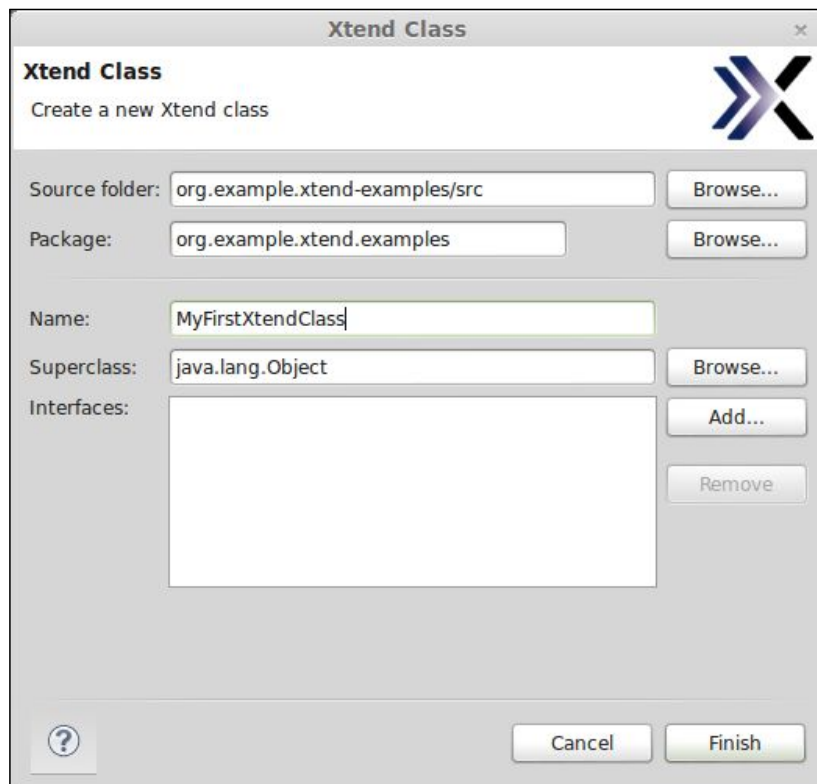 Xtend Class
Xtend Class
Create a new Xtend class
Source folder: org.example.xtend-examples/src Browse...
Package: org.example.xtend.examples Browse...
Name: MyFirstXtendClass
Superclass: java.lang.Object Browse...
Interfaces: Add...
Remove
? Cancel Finish